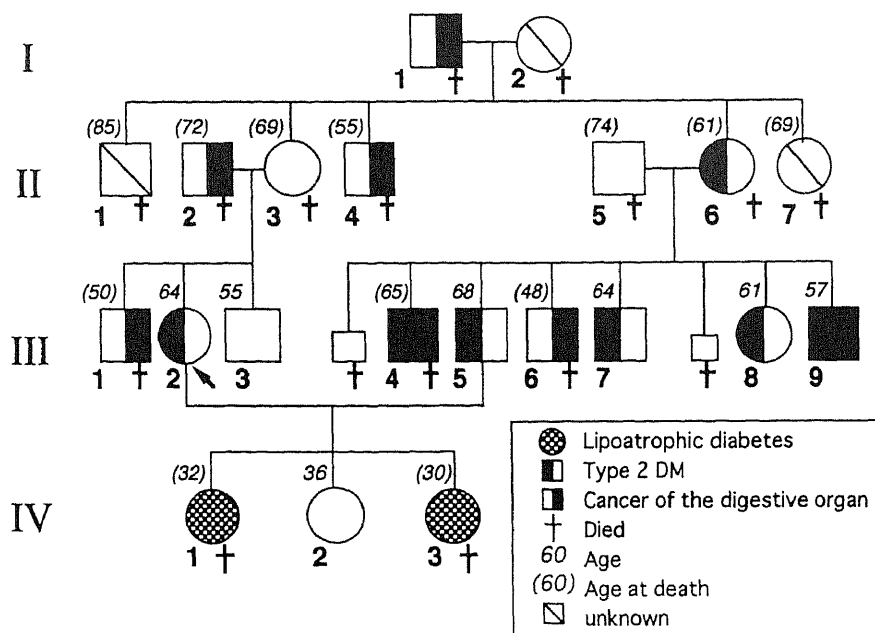 I
1 † 2 †
(85) (72) (69) (55) (74) (61) (69)
II
1 † 2 † 3 † 4 † 5 † 6 † 7 †
(50) 64 55 (65) 68 (48) 64 61 57
III
1 † 2 3 † 4 † 5 6 † 7 † 8 9
(32) 36 (30)
IV
1 † 2 3 †
Lipoatrophic diabetes
Type 2 DM
Cancer of the digestive organ
† Died
60 Age
(60) Age at death
unknown